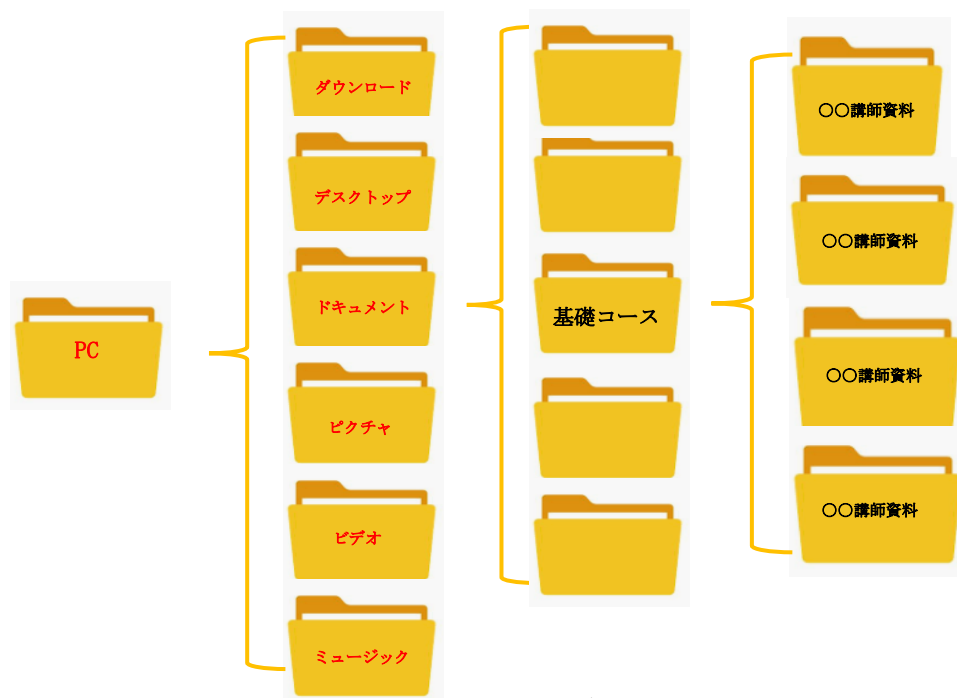 PC
ダウンロード
デスクトップ
ドキュメント
ピクチャ
ビデオ
ミュージック
基礎コース
〇〇講師資料
〇〇講師資料
〇〇講師資料
〇〇講師資料